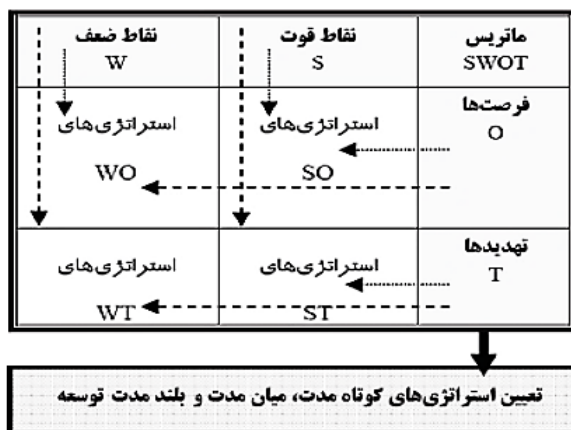 ماتریس نقاط قوت نقاط ضعف
SWOT S W
فرصت‌ها استراتژی‌های استراتژی‌های
O SO WO
تهدیدها استراتژی‌های استراتژی‌های
T ST WT
تعیین استراتژی‌های کوتاه مدت، میان مدت و بلند مدت توسعه